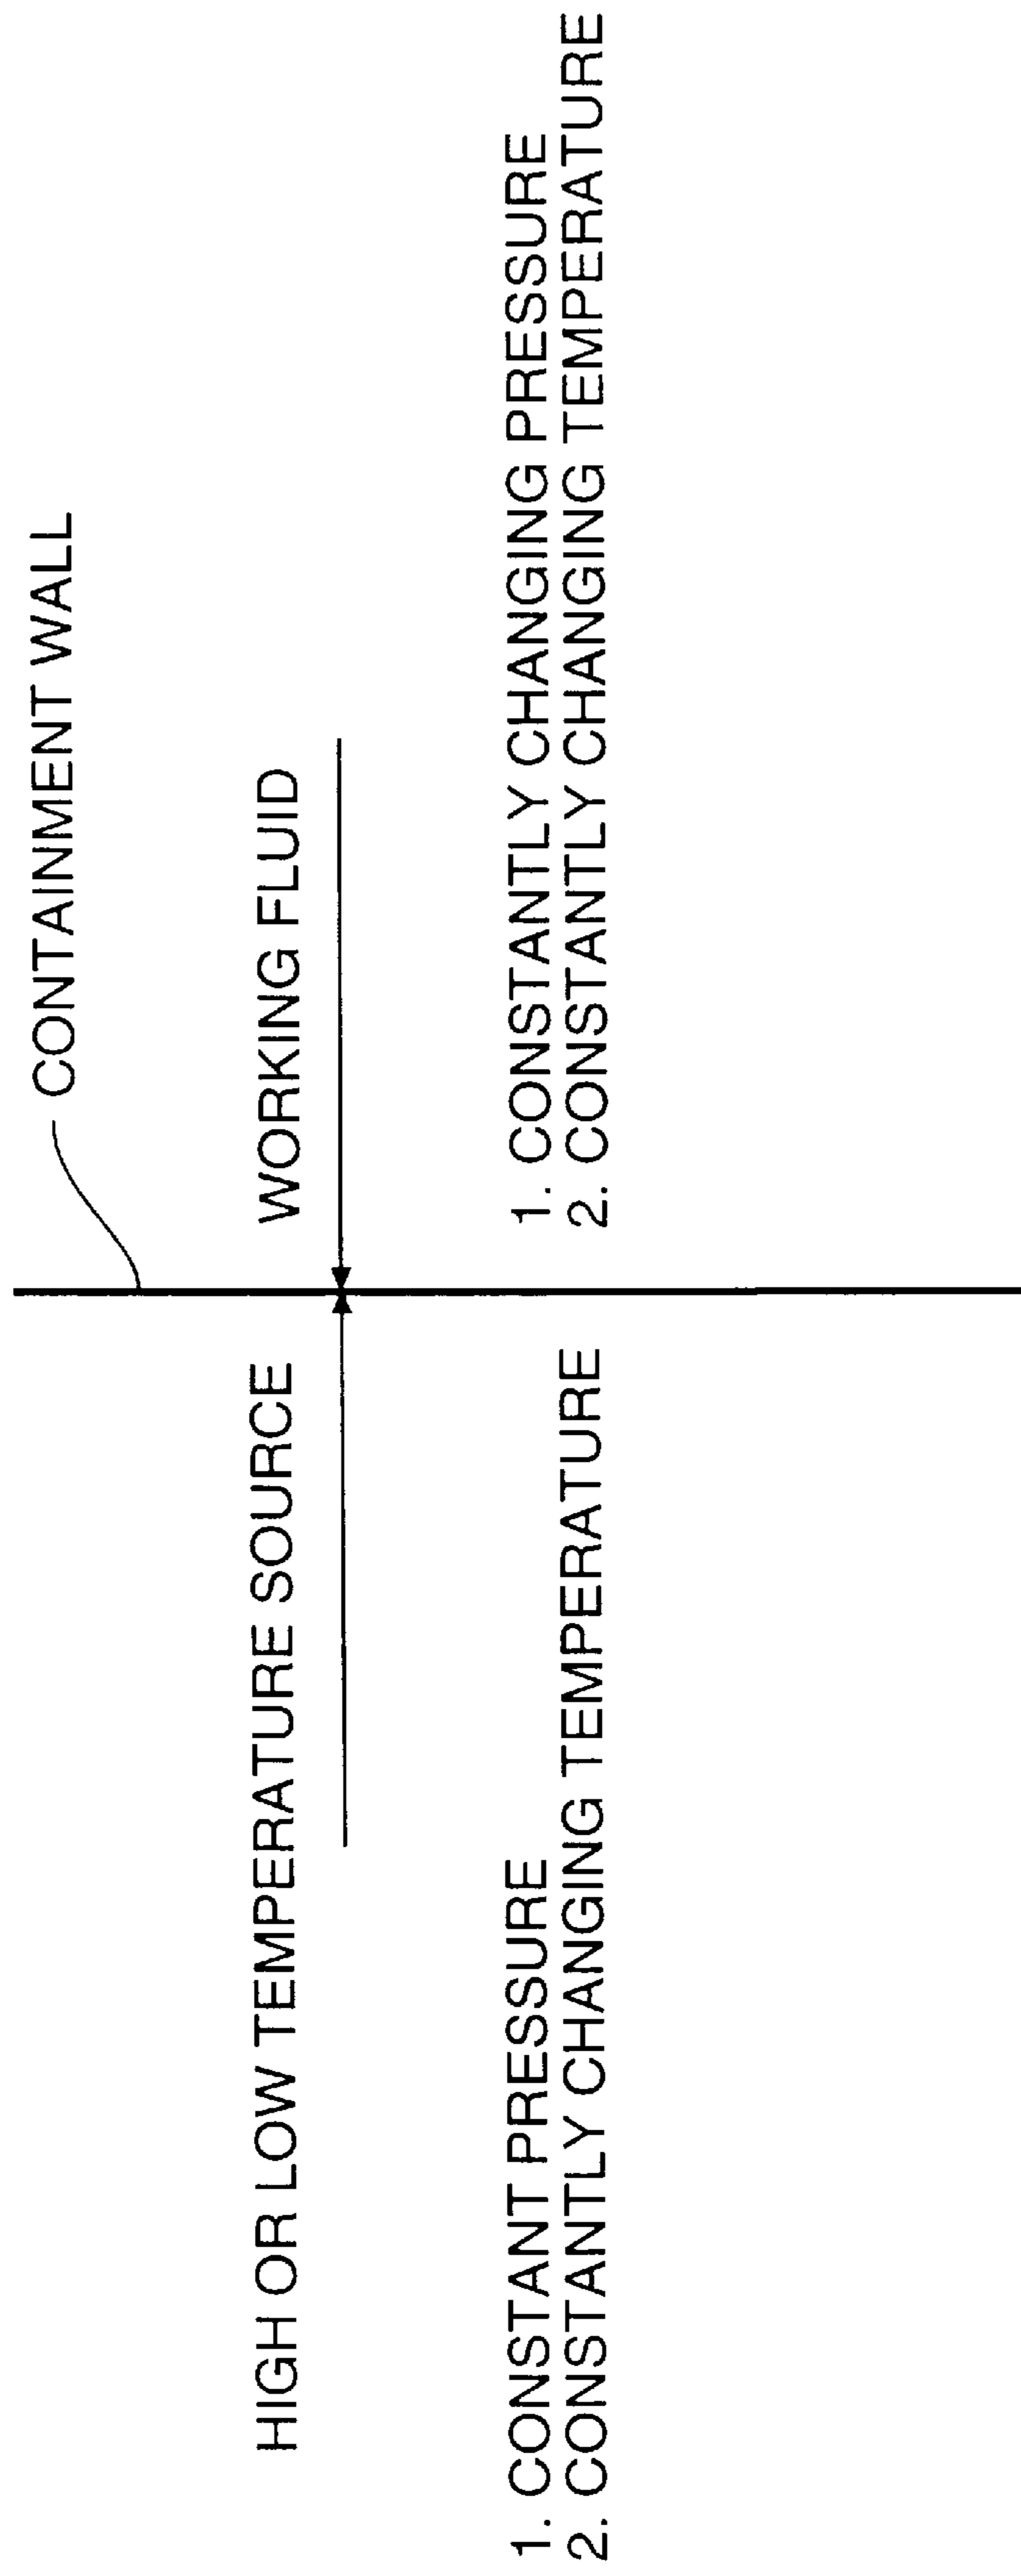 CONTAINMENT WALL
HIGH OR LOW TEMPERATURE SOURCE
WORKING FLUID
1. CONSTANT PRESSURE
2. CONSTANTLY CHANGING TEMPERATURE
1. CONSTANTLY CHANGING PRESSURE
2. CONSTANTLY CHANGING TEMPERATURE